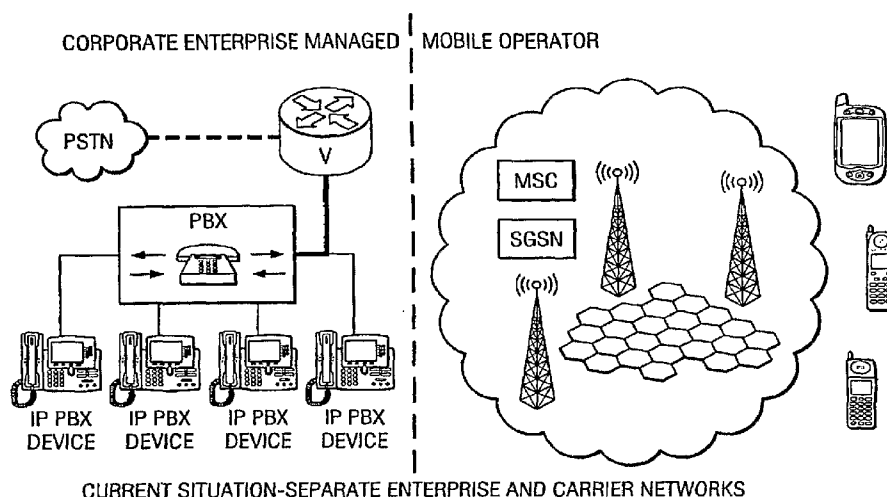 CORPORATE ENTERPRISE MANAGED
MOBILE OPERATOR
PSTN
V
PBX
MSC
SGSN
IP PBX
DEVICE
IP PBX
DEVICE
IP PBX
DEVICE
IP PBX
DEVICE
CURRENT SITUATION-SEPARATE ENTERPRISE AND CARRIER NETWORKS